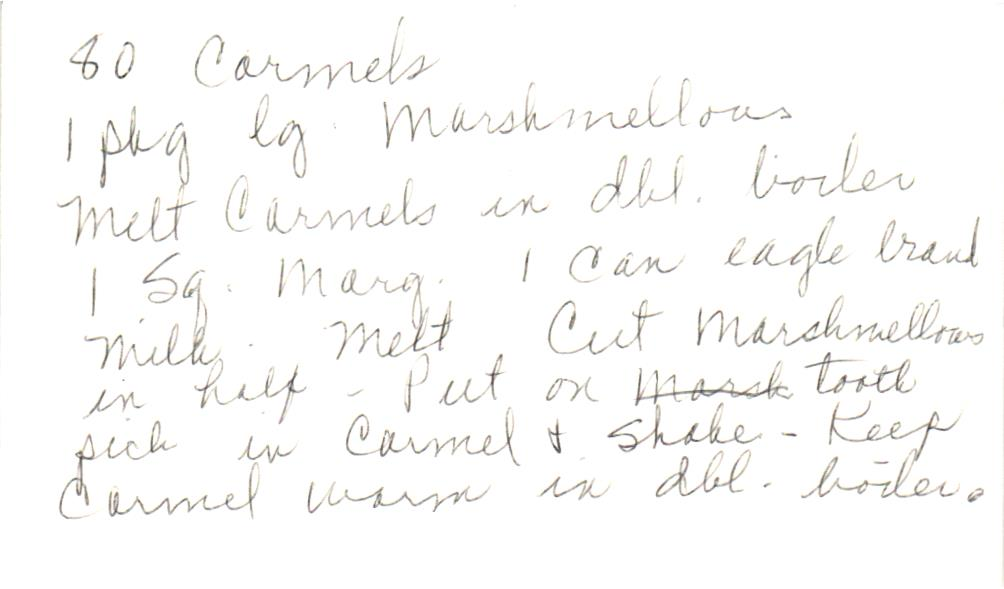 80 Carmels
1 pkg lg. Marshmellows
Melt Carmels in dbl. boiler
1 Sq. Marg. 1 Can eagle brand
Milk. Melt Cut Marshmellows
in half - Put on Marsh tooth
pick in Carmel & shake - Keep
Carmel warm in dbl. boiler.